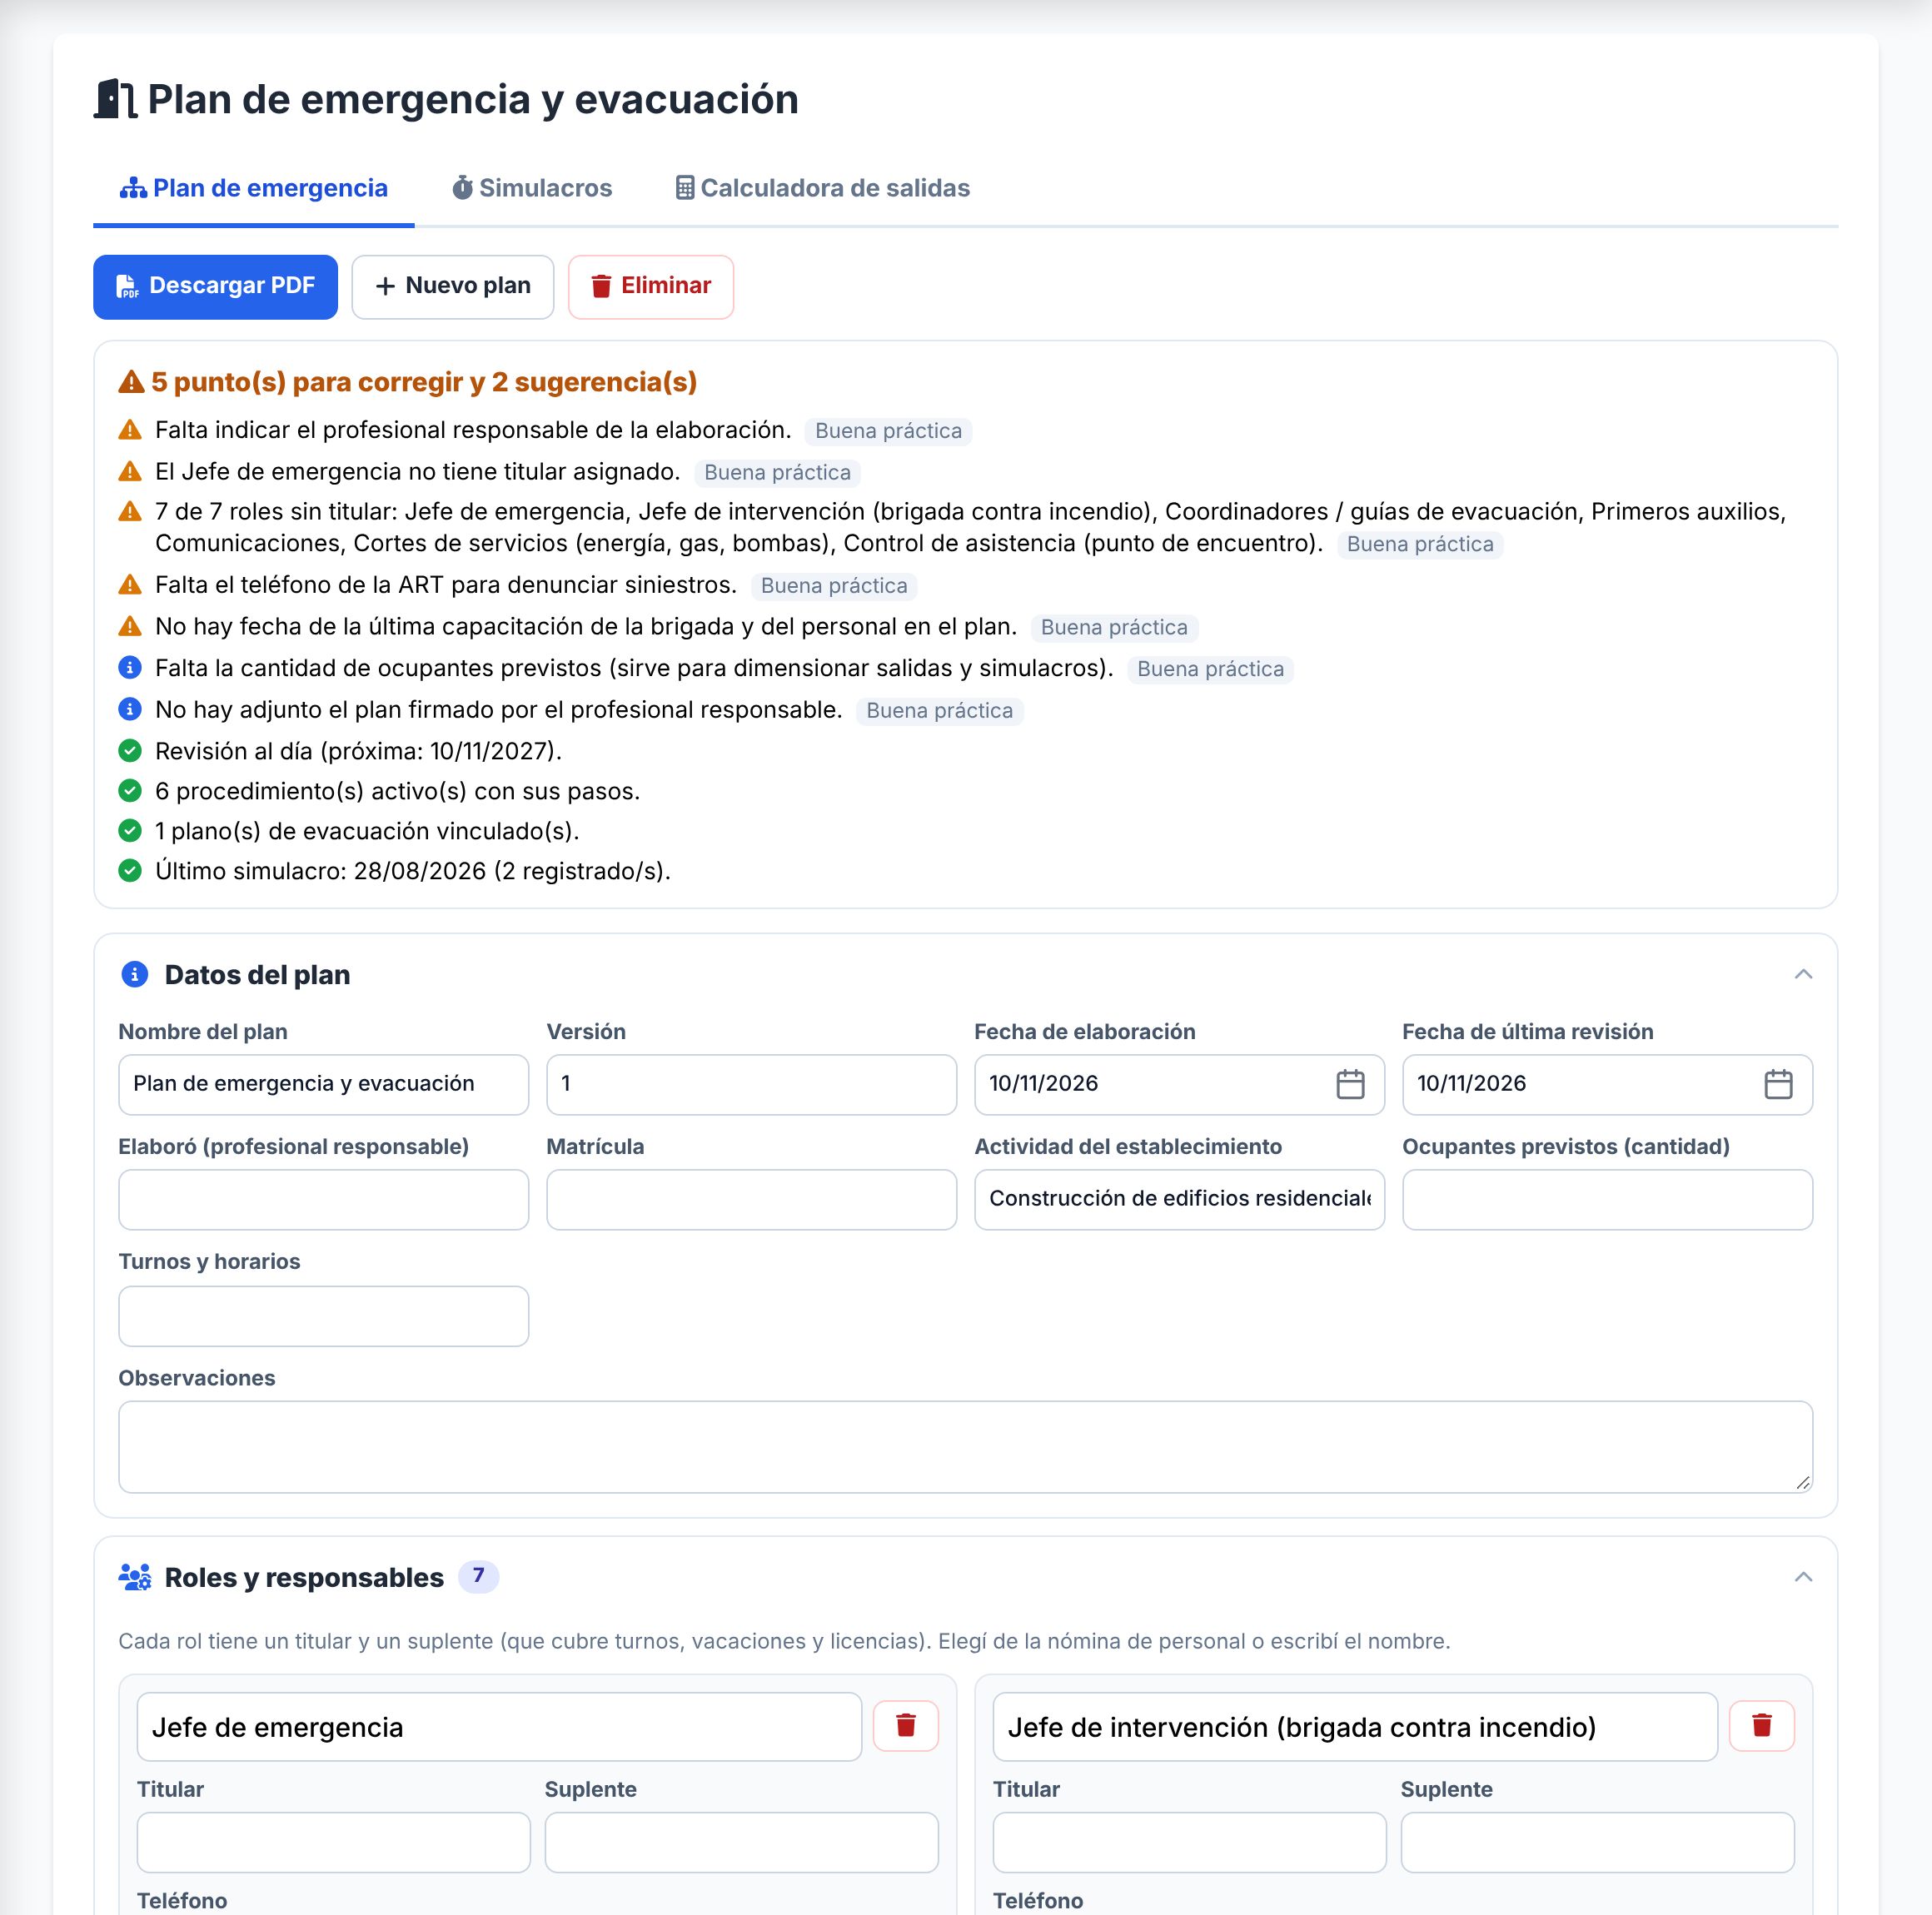 Plan de emergencia y evacuación
Plan de emergencia
Simulacros
Calculadora de salidas
PDF
Descargar PDF
+ Nuevo plan
Eliminar
5 punto(s) para corregir y 2 sugerencia(s)
Falta indicar el profesional responsable de la elaboración. Buena práctica
El Jefe de emergencia no tiene titular asignado. Buena práctica
7 de 7 roles sin titular: Jefe de emergencia, Jefe de intervención (brigada contra incendio), Coordinadores / guías de evacuación, Primeros auxilios,
Comunicaciones, Cortes de servicios (energía, gas, bombas), Control de asistencia (punto de encuentro). Buena práctica
Falta el teléfono de la ART para denunciar siniestros. Buena práctica
No hay fecha de la última capacitación de la brigada y del personal en el plan. Buena práctica
Falta la cantidad de ocupantes previstos (sirve para dimensionar salidas y simulacros). Buena práctica
No hay adjunto el plan firmado por el profesional responsable. Buena práctica
Revisión al día (próxima: 10/11/2027).
6 procedimiento(s) activo(s) con sus pasos.
1 plano(s) de evacuación vinculado(s).
Último simulacro: 28/08/2026 (2 registrado/s).
Datos del plan
Nombre del plan
Versión
Fecha de elaboración
Fecha de última revisión
Plan de emergencia y evacuación
1
10/11/2026
10/11/2026
Elaboró (profesional responsable)
Matrícula
Actividad del establecimiento
Ocupantes previstos (cantidad)
Construcción de edificios residenciale
Turnos y horarios
Observaciones
Roles y responsables 7
Cada rol tiene un titular y un suplente (que cubre turnos, vacaciones y licencias). Elegí de la nómina de personal o escribí el nombre.
Jefe de emergencia
Jefe de intervención (brigada contra incendio)
Titular
Suplente
Titular
Suplente
Teléfono
Teléfono